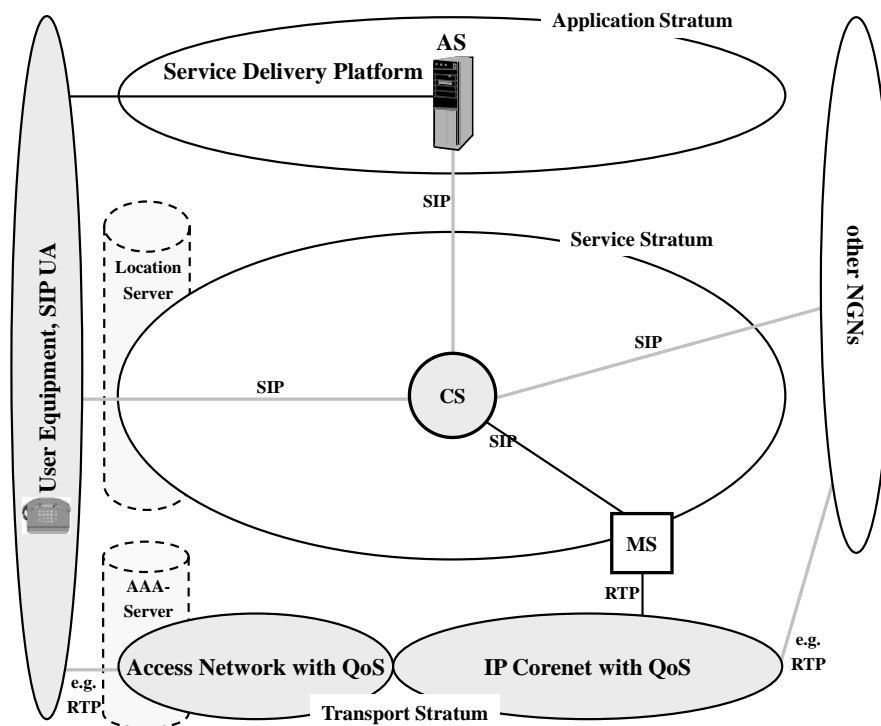 Application Stratum
AS
Service Delivery Platform
SIP
Service Stratum
Location
Server
User Equipment, SIP UA
other NGNs
SIP
SIP
CS
SIP
MS
AAA-
Server
RTP
Access Network with QoS
IP Corenet with QoS
e.g.
RTP
e.g.
RTP
Transport Stratum